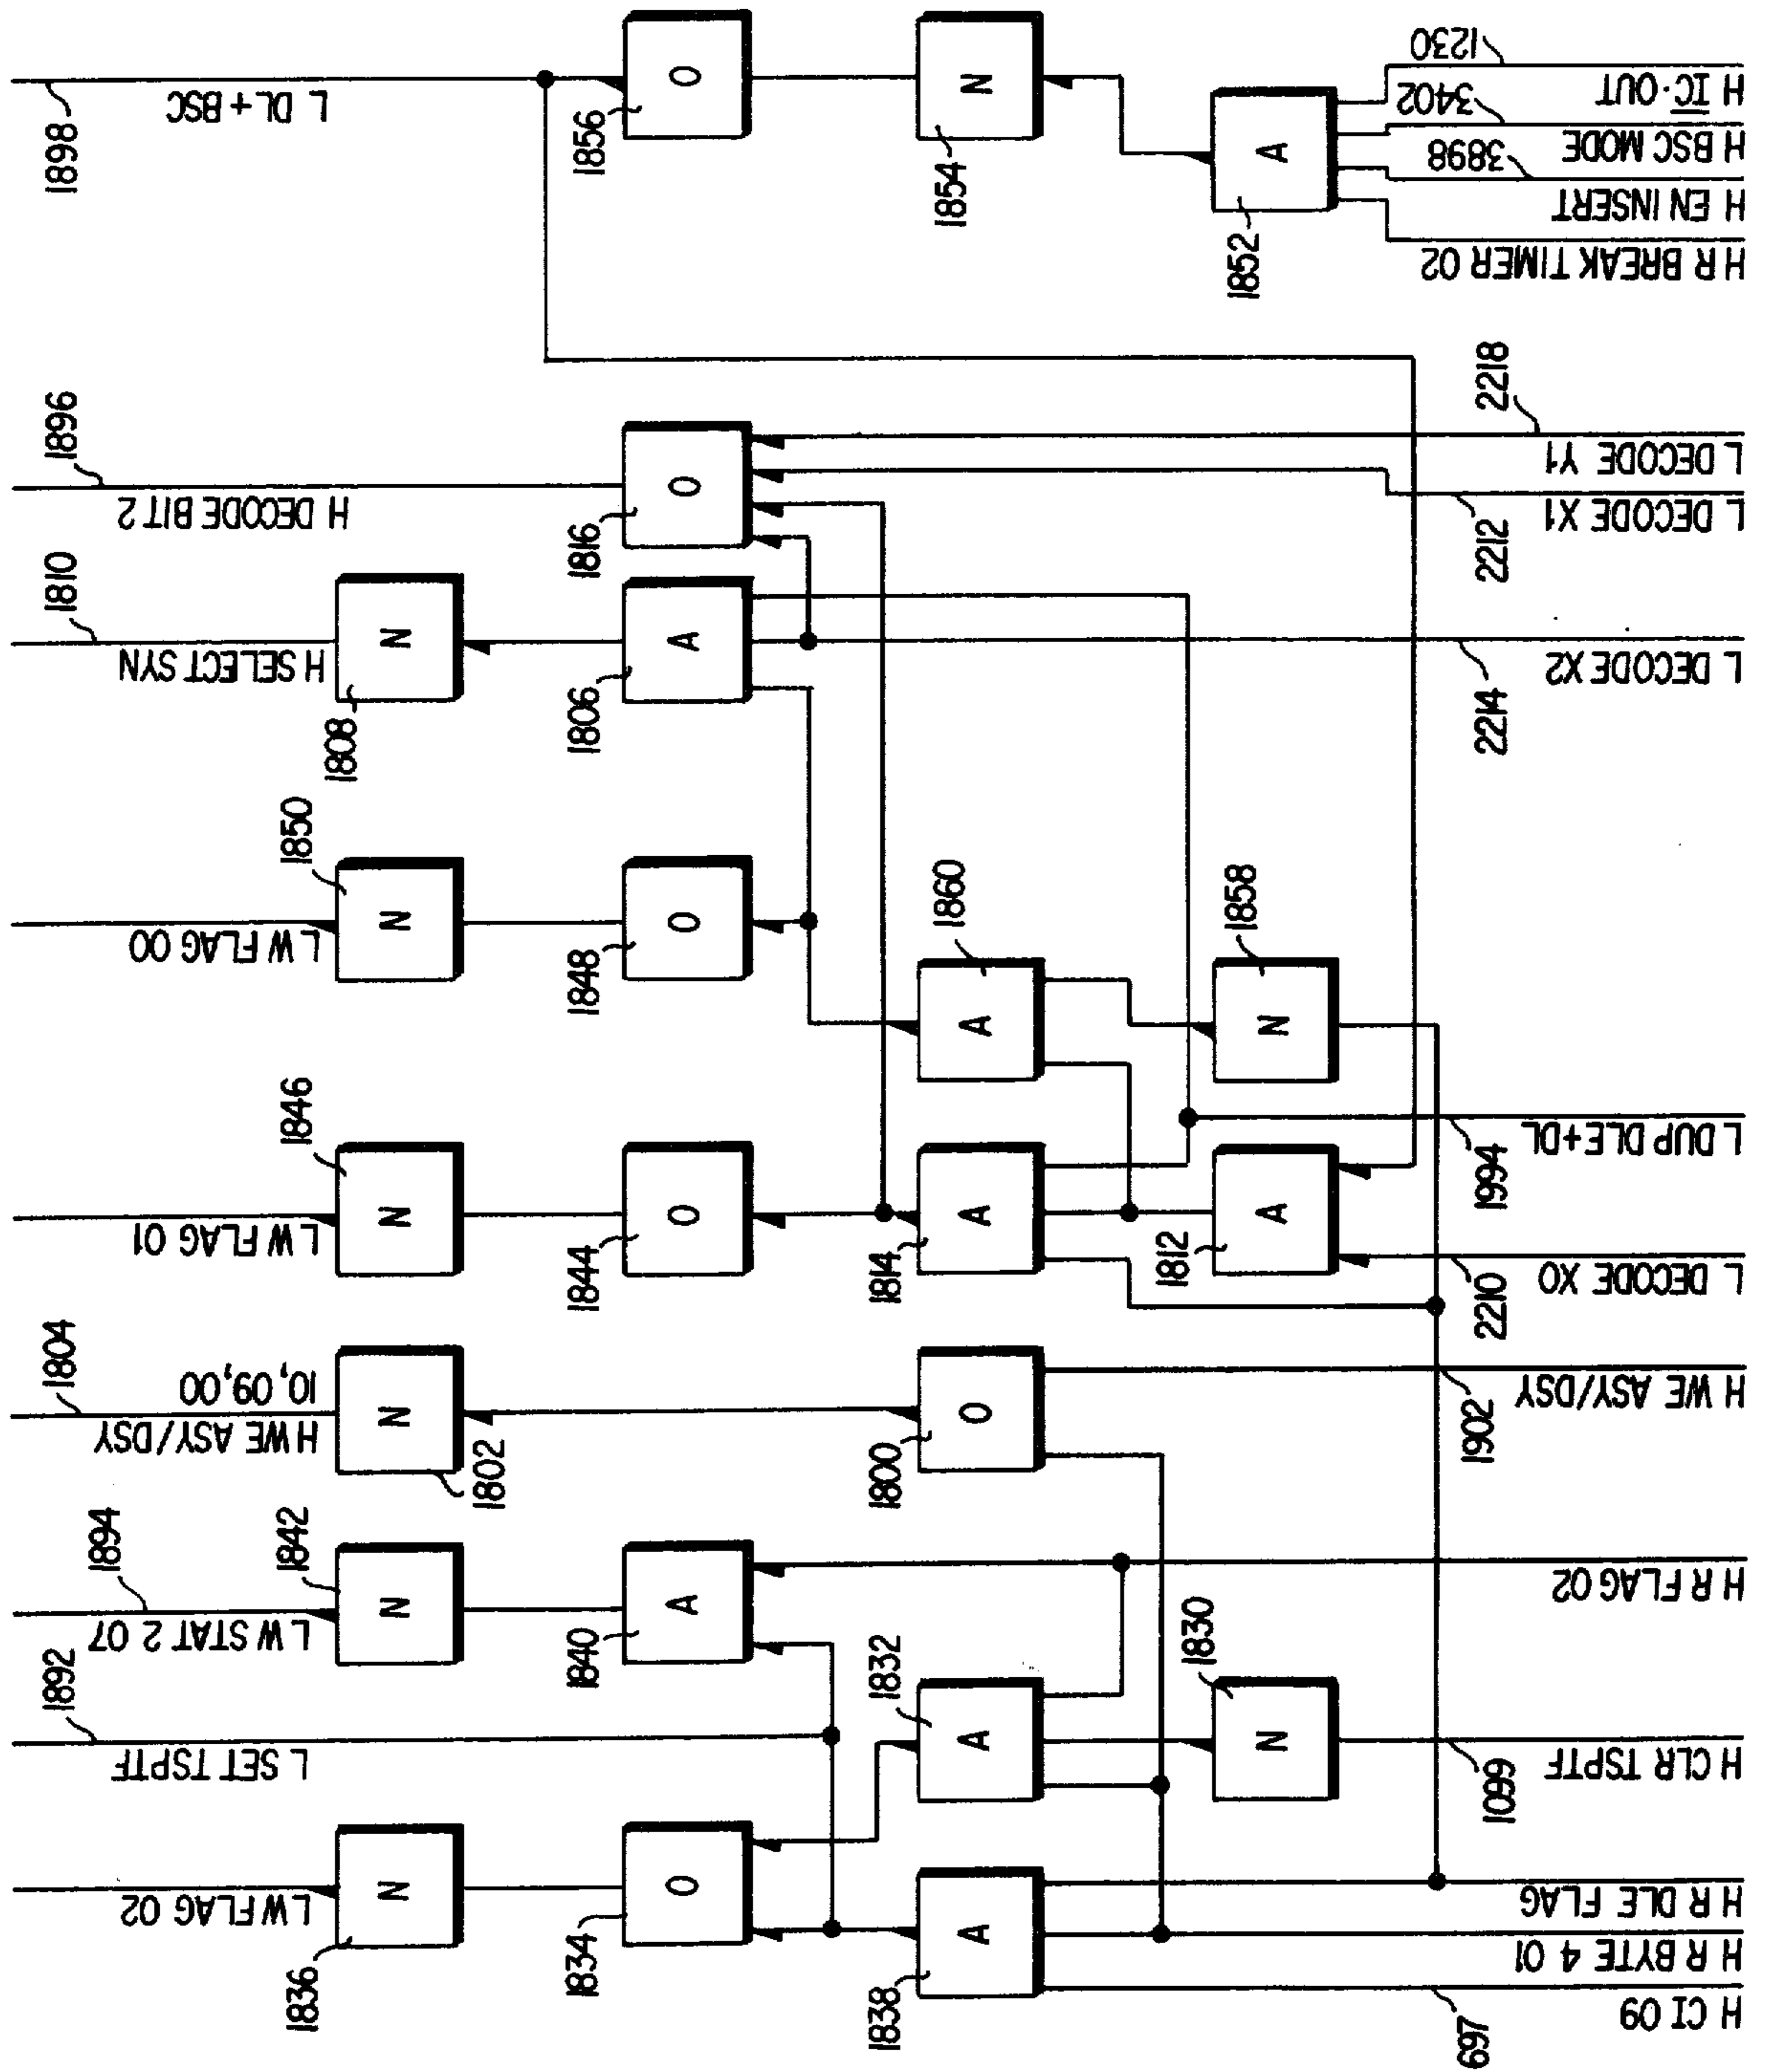 1898
L DL + BSC
1856
O
1854
N
1852
A
1230
H I̅C̅·OUT
3402
H BSC MODE
3898
H EN INSERT
H R BREAK TIMER 02
1896
H DECODE BIT 2
1816
O
2218
L DECODE Y1
2212
L DECODE X1
1810
H SELECT SYN
1808
N
1806
A
2214
L DECODE X2
1850
L W FLAG 00
N
1848
O
1860
A
1858
N
1846
L W FLAG 01
N
1844
O
1814
A
1812
A
1994
L DUP DLE+DL
2210
L DECODE X0
1804
H WE ASY/DSY
10,09,00
1802
N
1800
O
1902
H WE ASY/DSY
1894
L W STAT 2 07
1842
N
1840
A
H R FLAG 02
1892
L SET TSPTF
1832
A
1830
N
1099
H CLR TSPTF
L W FLAG 02
1836
N
1834
O
1838
A
H R DLE FLAG
H R BYTE 4 01
697
H CI 09